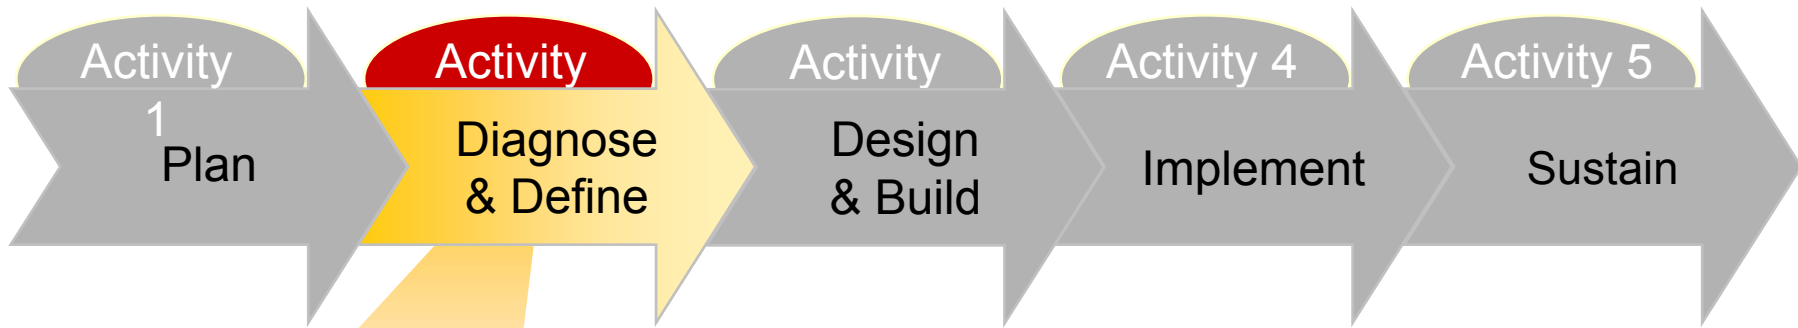 Activity
1
Plan
Activity
Diagnose
& Define
Activity
Design
& Build
Activity 4
Implement
Activity 5
Sustain